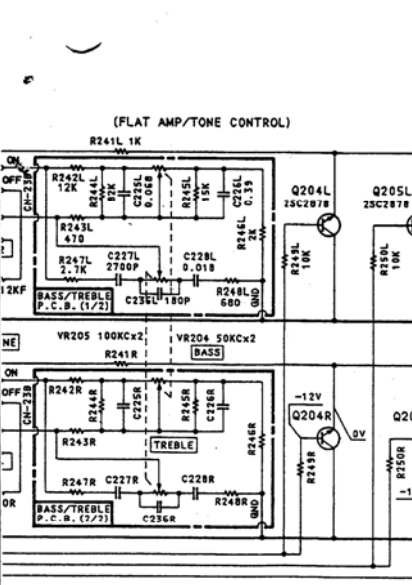 (FLAT AMP/TONE CONTROL)
R241L 1K
ON
OFF
CN-23B
R242L
12K
R244L
12K
C225L
0.068
R245L
15K
C226L
0.39
Q204L
2SC2878
Q205L
2SC2878
R243L
470
R246L
2K
R247L
2.7K
C227L
2700P
C228L
0.018
R249L
10K
R250L
10K
12KF
BASS/TREBLE
P.C.B.(1/2)
C236L 180P
R248L
680
GND
NE
VR205 100KCx2
VR204 50KCx2
R241R
BASS
ON
OFF
CN-23B
R242R
R244R
C225R
R245R
C226R
-12V
Q204R
Q20
0V
R243R
TREBLE
R246R
R249R
R250R
R247R
C227R
C228R
R248R
-1
OR
BASS/TREBLE
P.C.B.(2/2)
C236R
GND